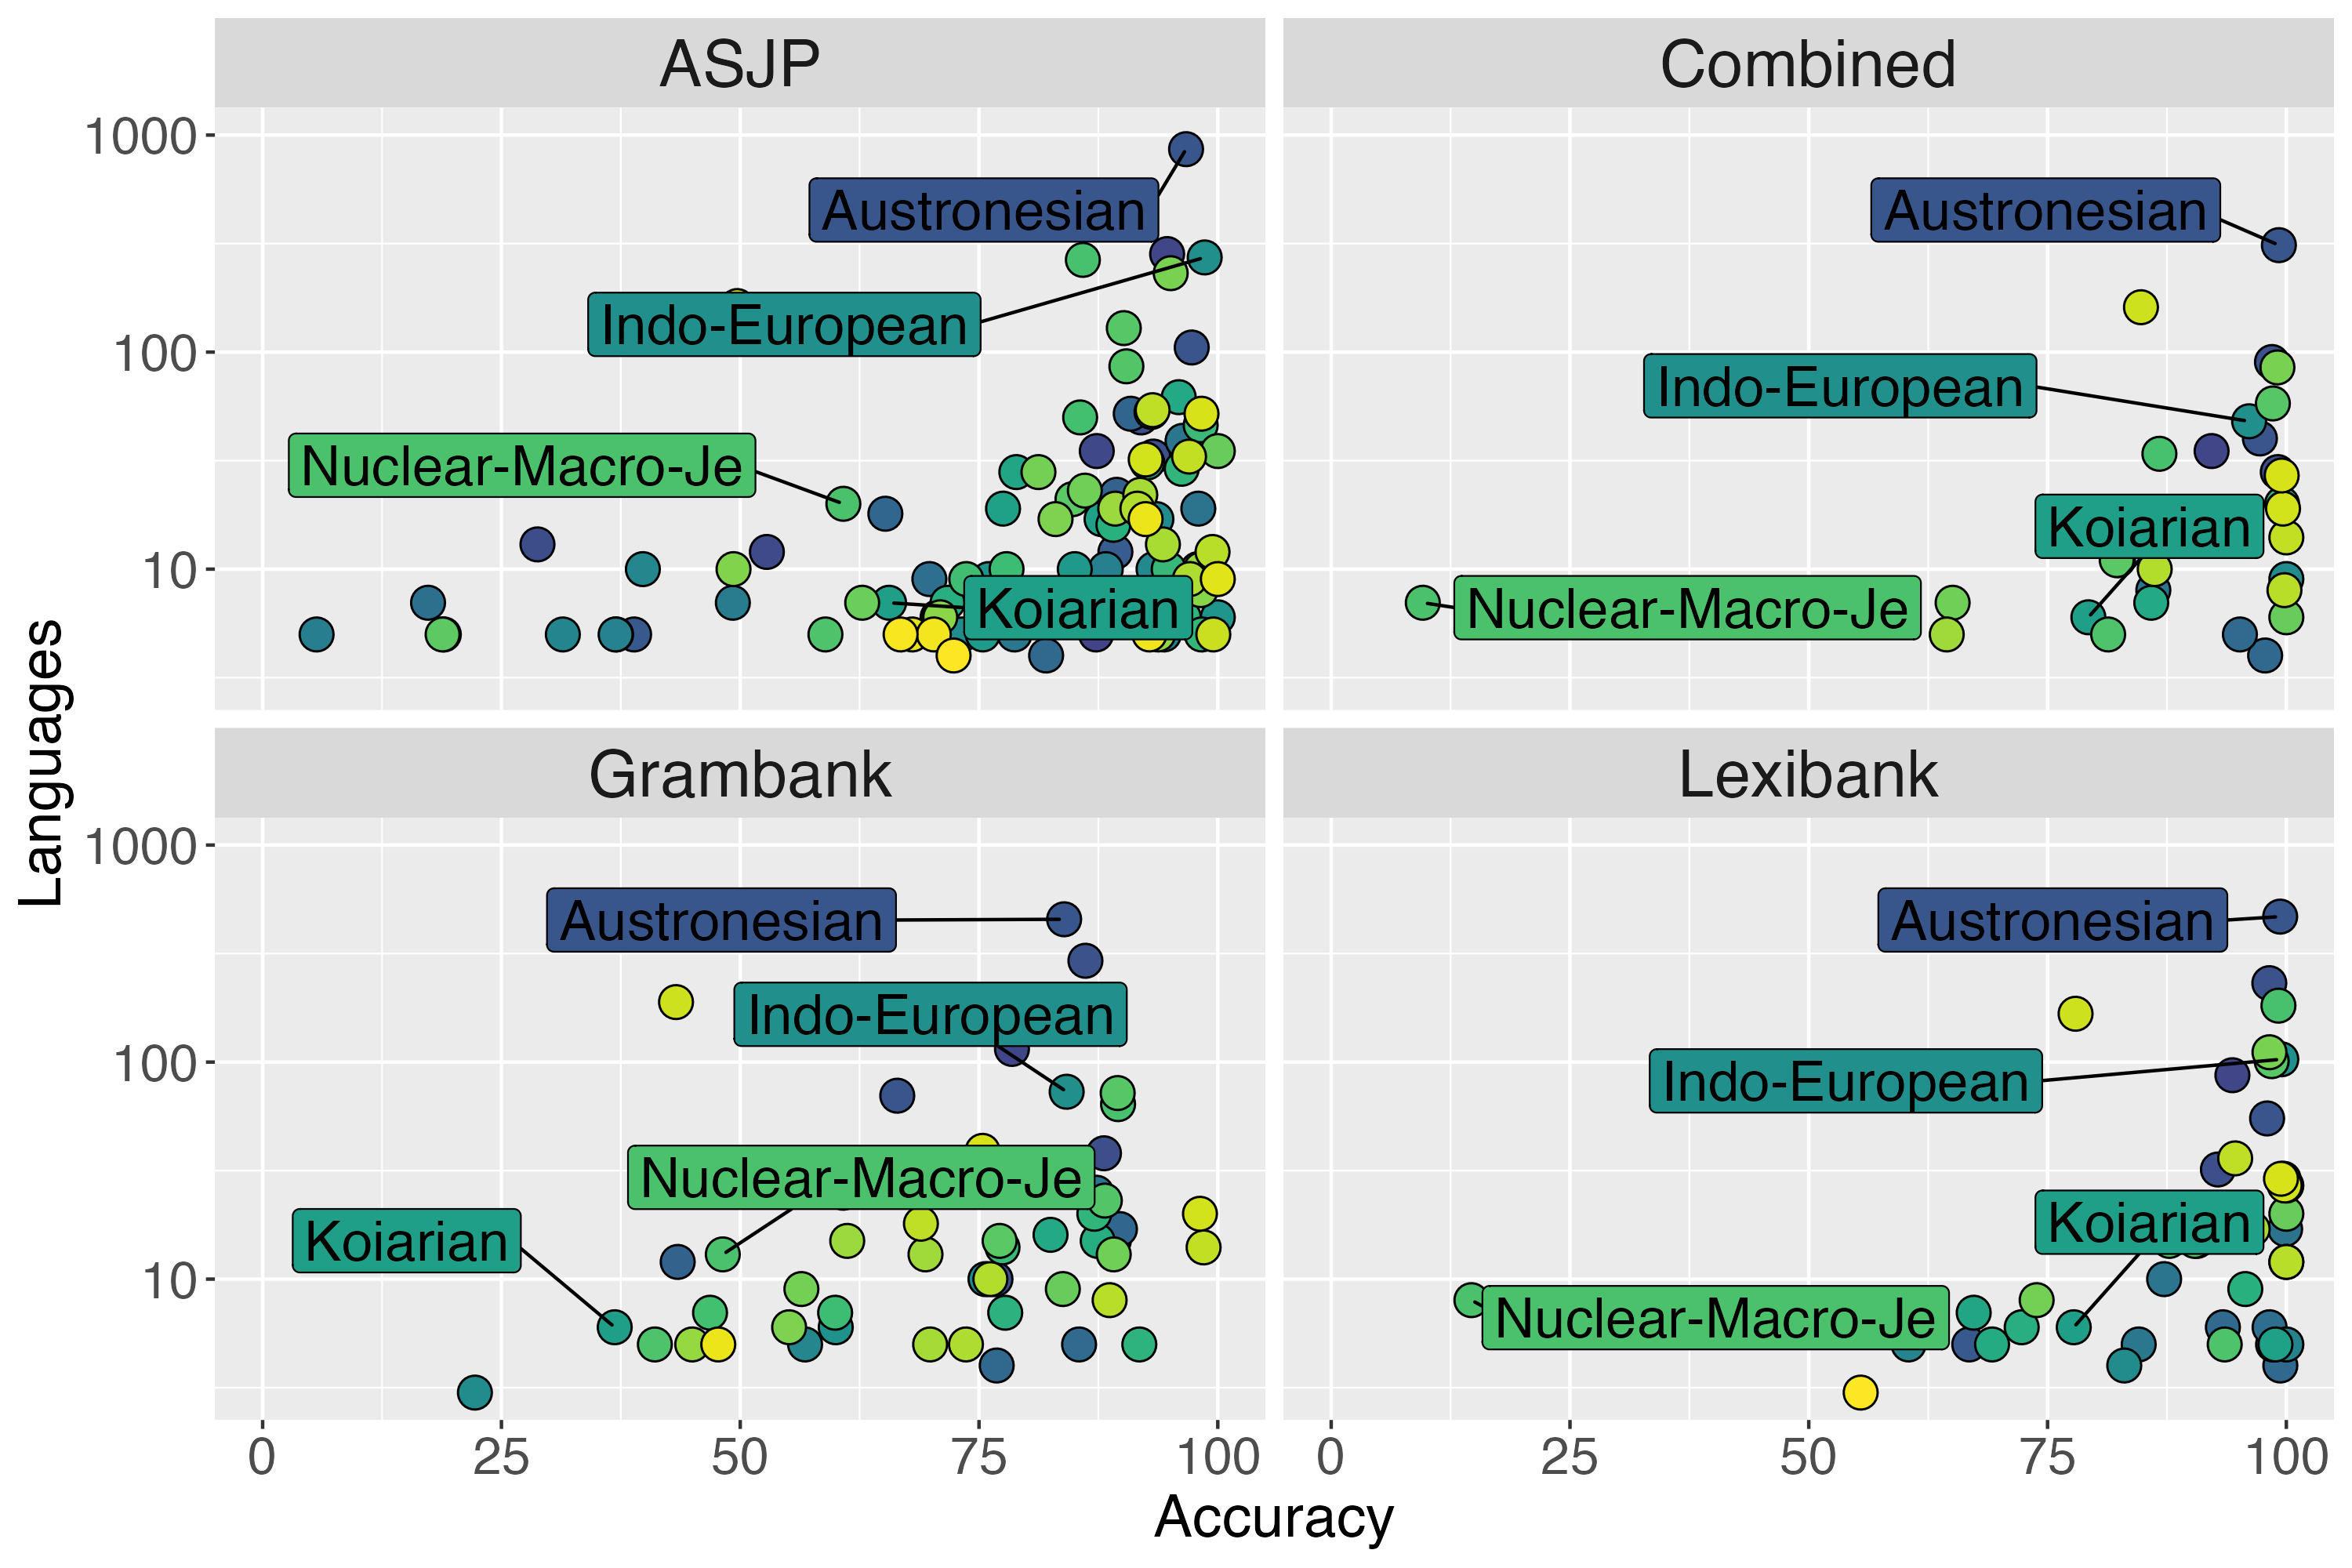 ASJP
Combined
1000
100
10
Austronesian
Indo-European
Nuclear-Macro-Je
Koiarian
Austronesian
Indo-European
Koiarian
Nuclear-Macro-Je
Languages
Grambank
Lexibank
1000
100
10
Austronesian
Indo-European
Nuclear-Macro-Je
Koiarian
Austronesian
Indo-European
Koiarian
Nuclear-Macro-Je
0 25 50 75 100
0 25 50 75 100
Accuracy